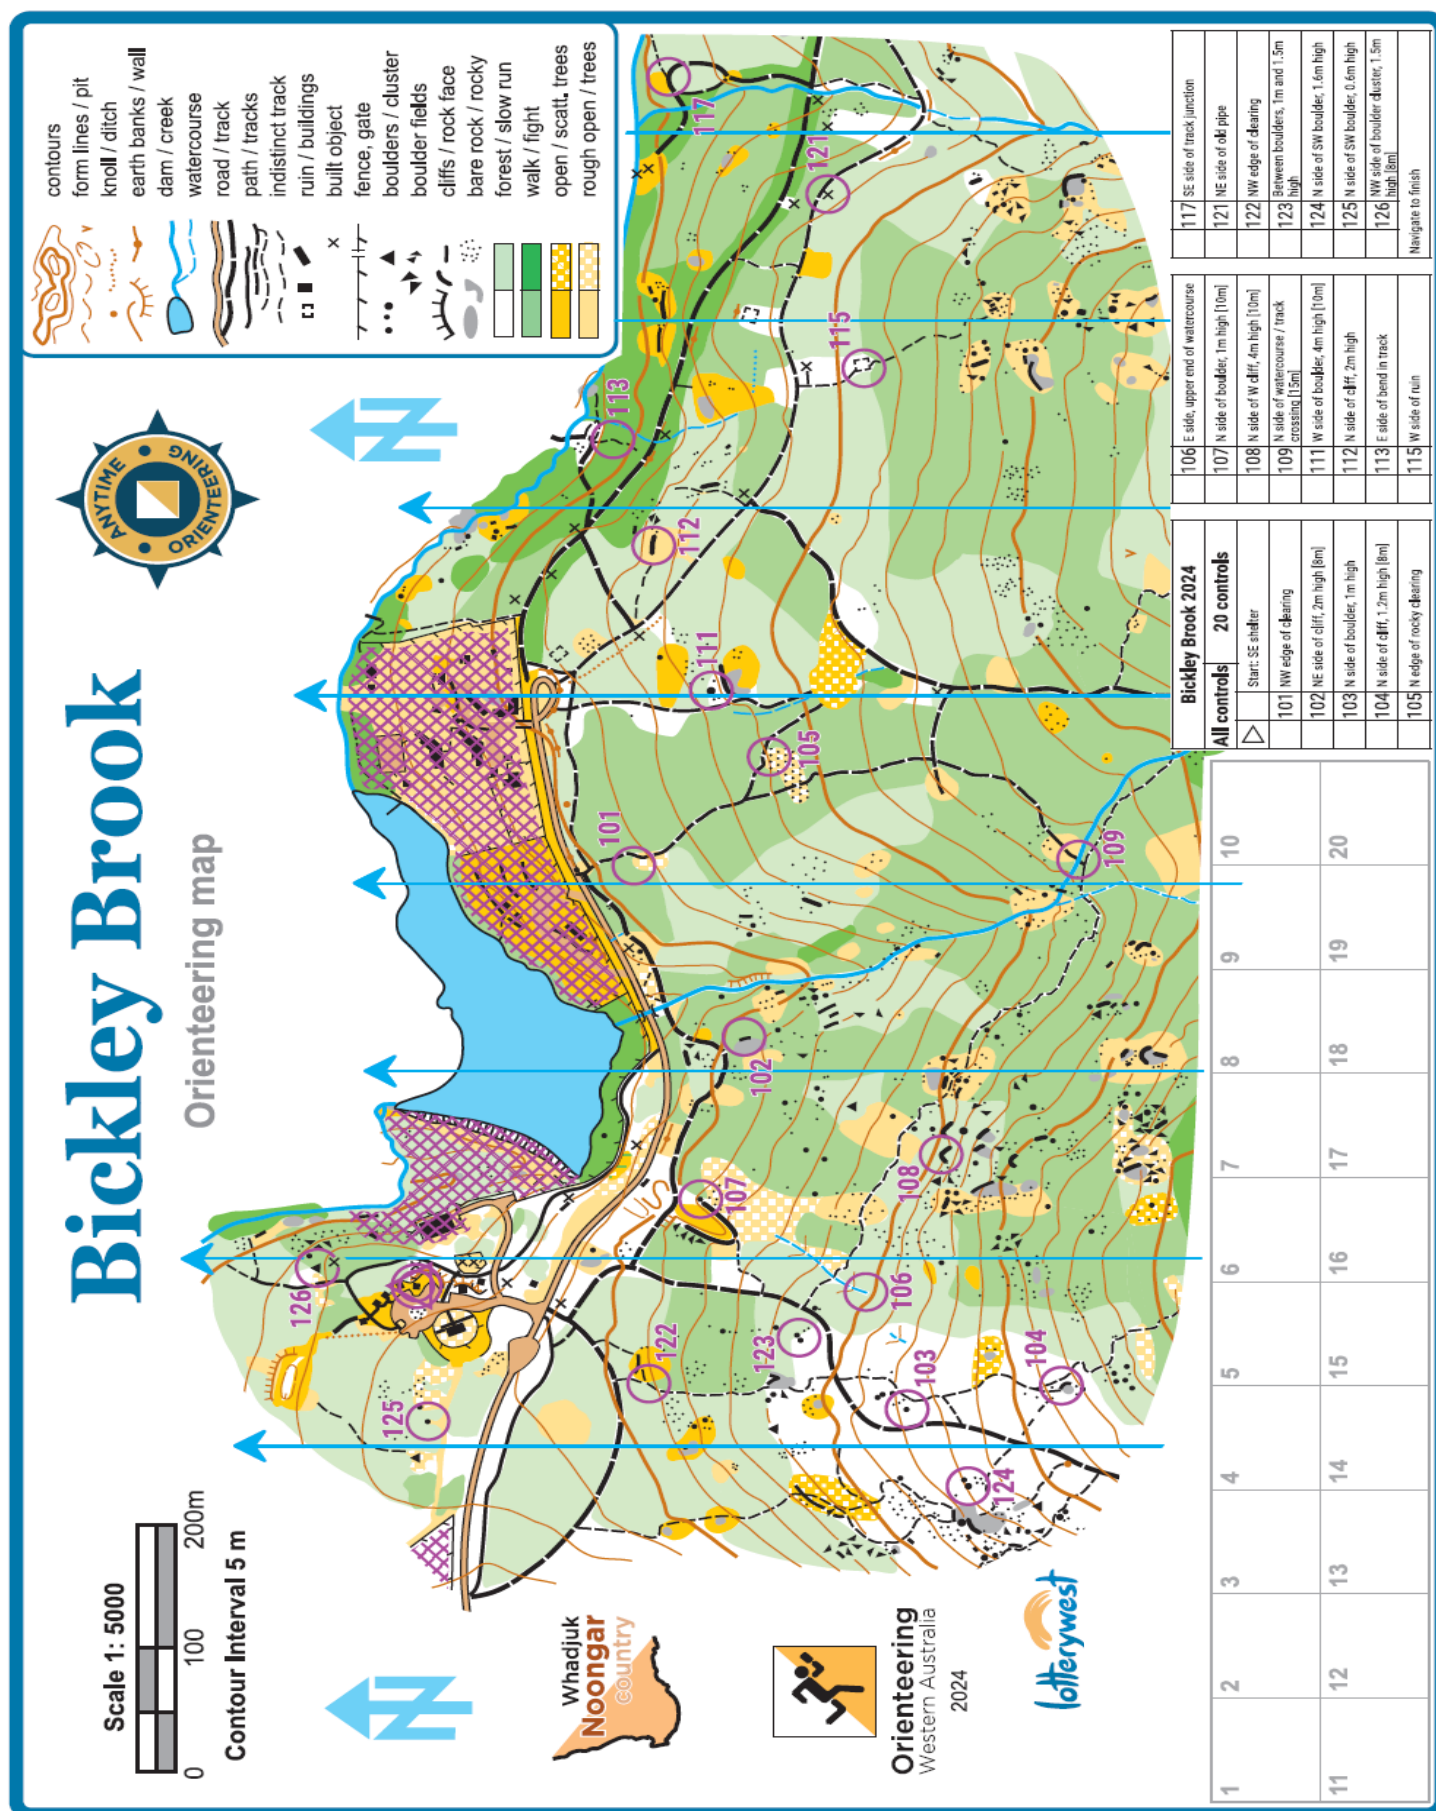 Bickley Brook
Orienteering map
Scale 1: 5000
0 100 200m
Contour Interval 5 m
N
N
ANYTIME
ORIENTEERING
contours
form lines / pit
knoll / ditch
earth banks / wall
dam / creek
watercourse
road / track
path / tracks
indistinct track
ruin / buildings
built object
fence, gate
boulders / cluster
boulder fields
cliffs / rock face
bare rock / rocky
forest / slow run
walk / fight
open / scatt. trees
rough open / trees
126
125
122
123
103
104
124
106
107
108
102
101
109
105
111
112
113
115
121
117
Whadjuk
Noongar
country
Orienteering
Western Australia
2024
lotterywest
Bickley Brook 2024
All controls 20 controls
Start: SE shelter
101 NW edge of clearing
102 NE side of cliff, 2m high [8m]
103 N side of boulder, 1m high
104 N side of cliff, 1.2m high [8m]
105 N edge of rocky clearing
106 E side, upper end of watercourse
107 N side of boulder, 1m high [10m]
108 N side of W cliff, 4m high [10m]
109 N side of watercourse / track
crossing [15m]
111 W side of boulder, 4m high [10m]
112 N side of cliff, 2m high
113 E side of bend in track
115 W side of ruin
117 SE side of track junction
121 NE side of old pipe
122 NW edge of clearing
123 Between boulders, 1m and 1.5m
high
124 N side of SW boulder, 1.6m high
125 N side of SW boulder, 0.6m high
126 NW side of boulder cluster, 1.5m
high [8m]
Navigate to finish
1 2 3 4 5 6 7 8 9 10
11 12 13 14 15 16 17 18 19 20